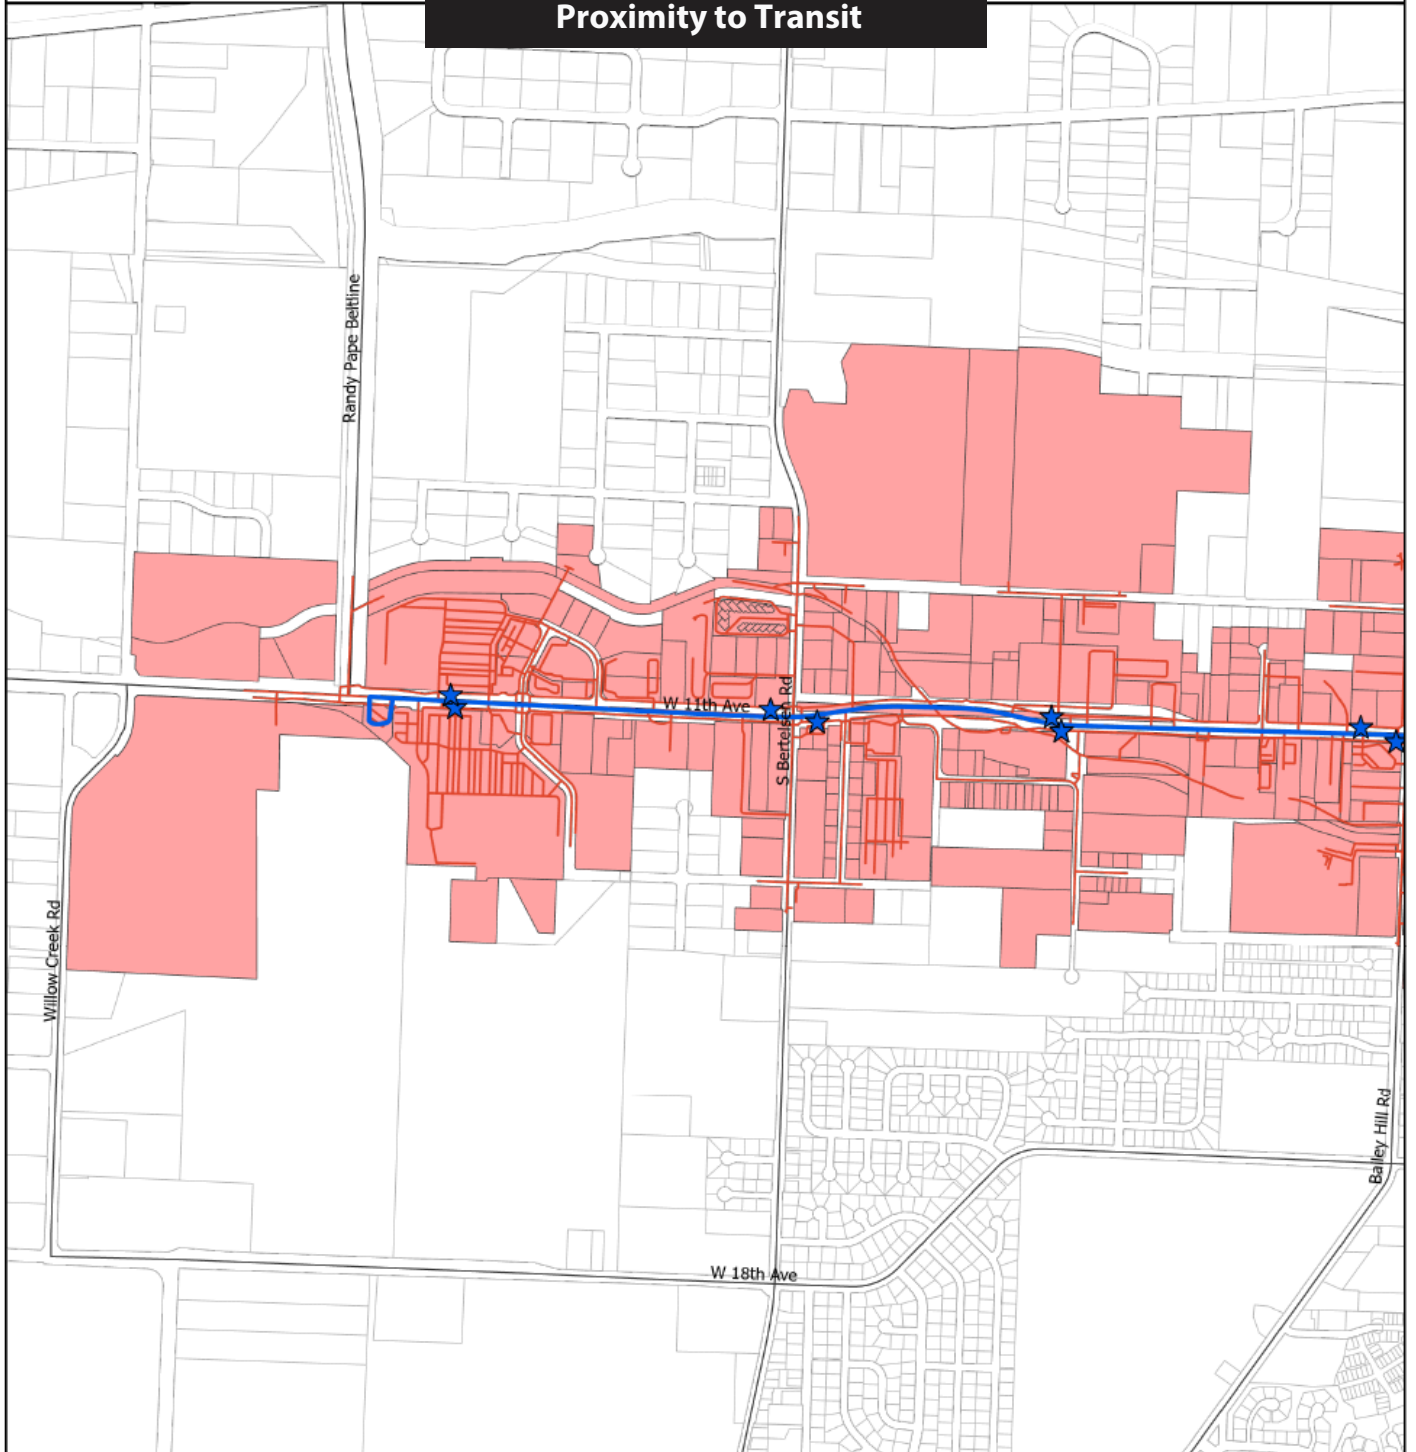 Proximity to Transit
Randy Pape Beltline
W 11th Ave
S Bertelsen Rd
Willow Creek Rd
Bailey Hill Rd
W 18th Ave